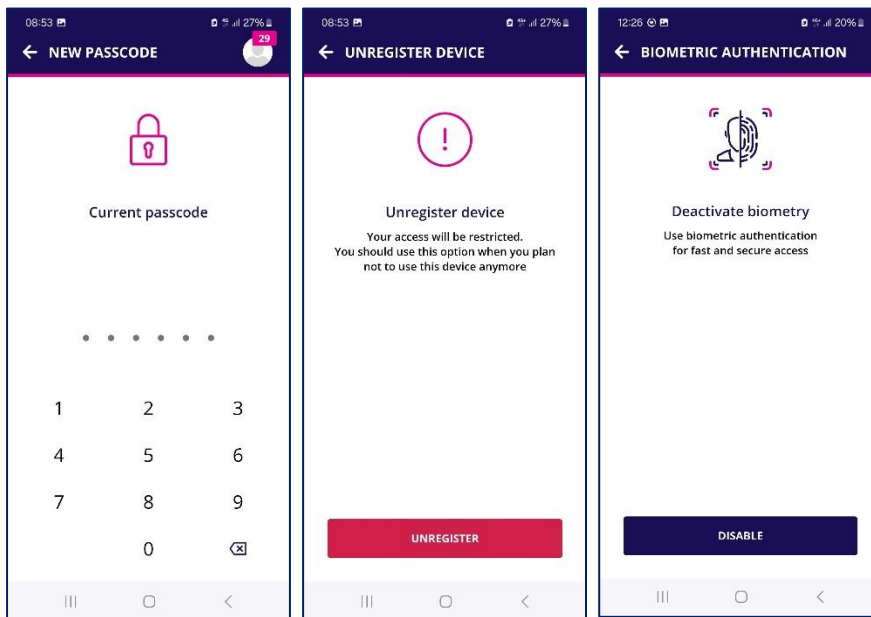 08:53
27%
29
NEW PASSCODE
Current passcode
1 2 3
4 5 6
7 8 9
0
08:53
27%
UNREGISTER DEVICE
!
Unregister device
Your access will be restricted.
You should use this option when you plan
not to use this device anymore
UNREGISTER
12:26
20%
BIOMETRIC AUTHENTICATION
Deactivate biometry
Use biometric authentication
for fast and secure access
DISABLE